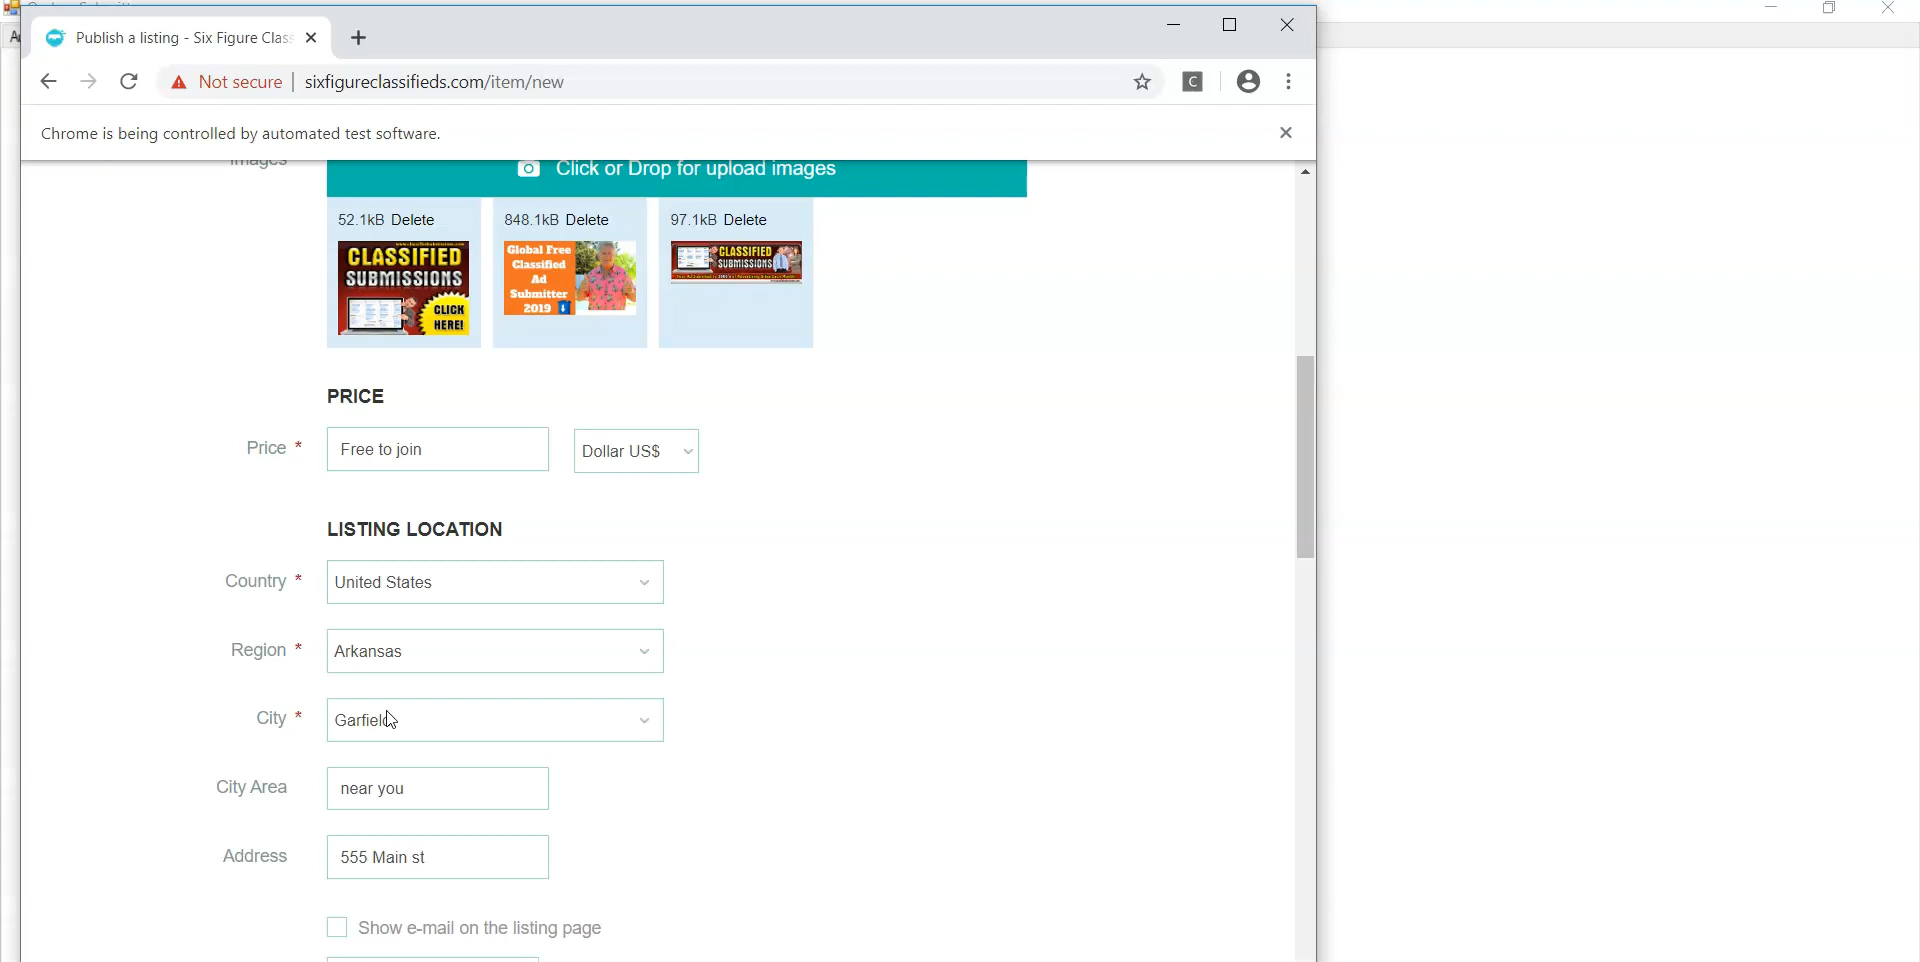 Publish a listing - Six Figure Clas
Not secure | sixfigureclassifieds.com/item/new
C
Chrome is being controlled by automated test software.
Images
Click or Drop for upload images
52.1kB Delete
848.1kB Delete
97.1kB Delete
CLASSIFIED
SUBMISSIONS
CLICK
HERE!
Global Free
Classified
Ad
Submitter
2019
CLASSIFIED
SUBMISSIONS
PRICE
Price *
Free to join
Dollar US$
LISTING LOCATION
Country *
United States
Region *
Arkansas
City *
Garfield
City Area
near you
Address
555 Main st
Show e-mail on the listing page